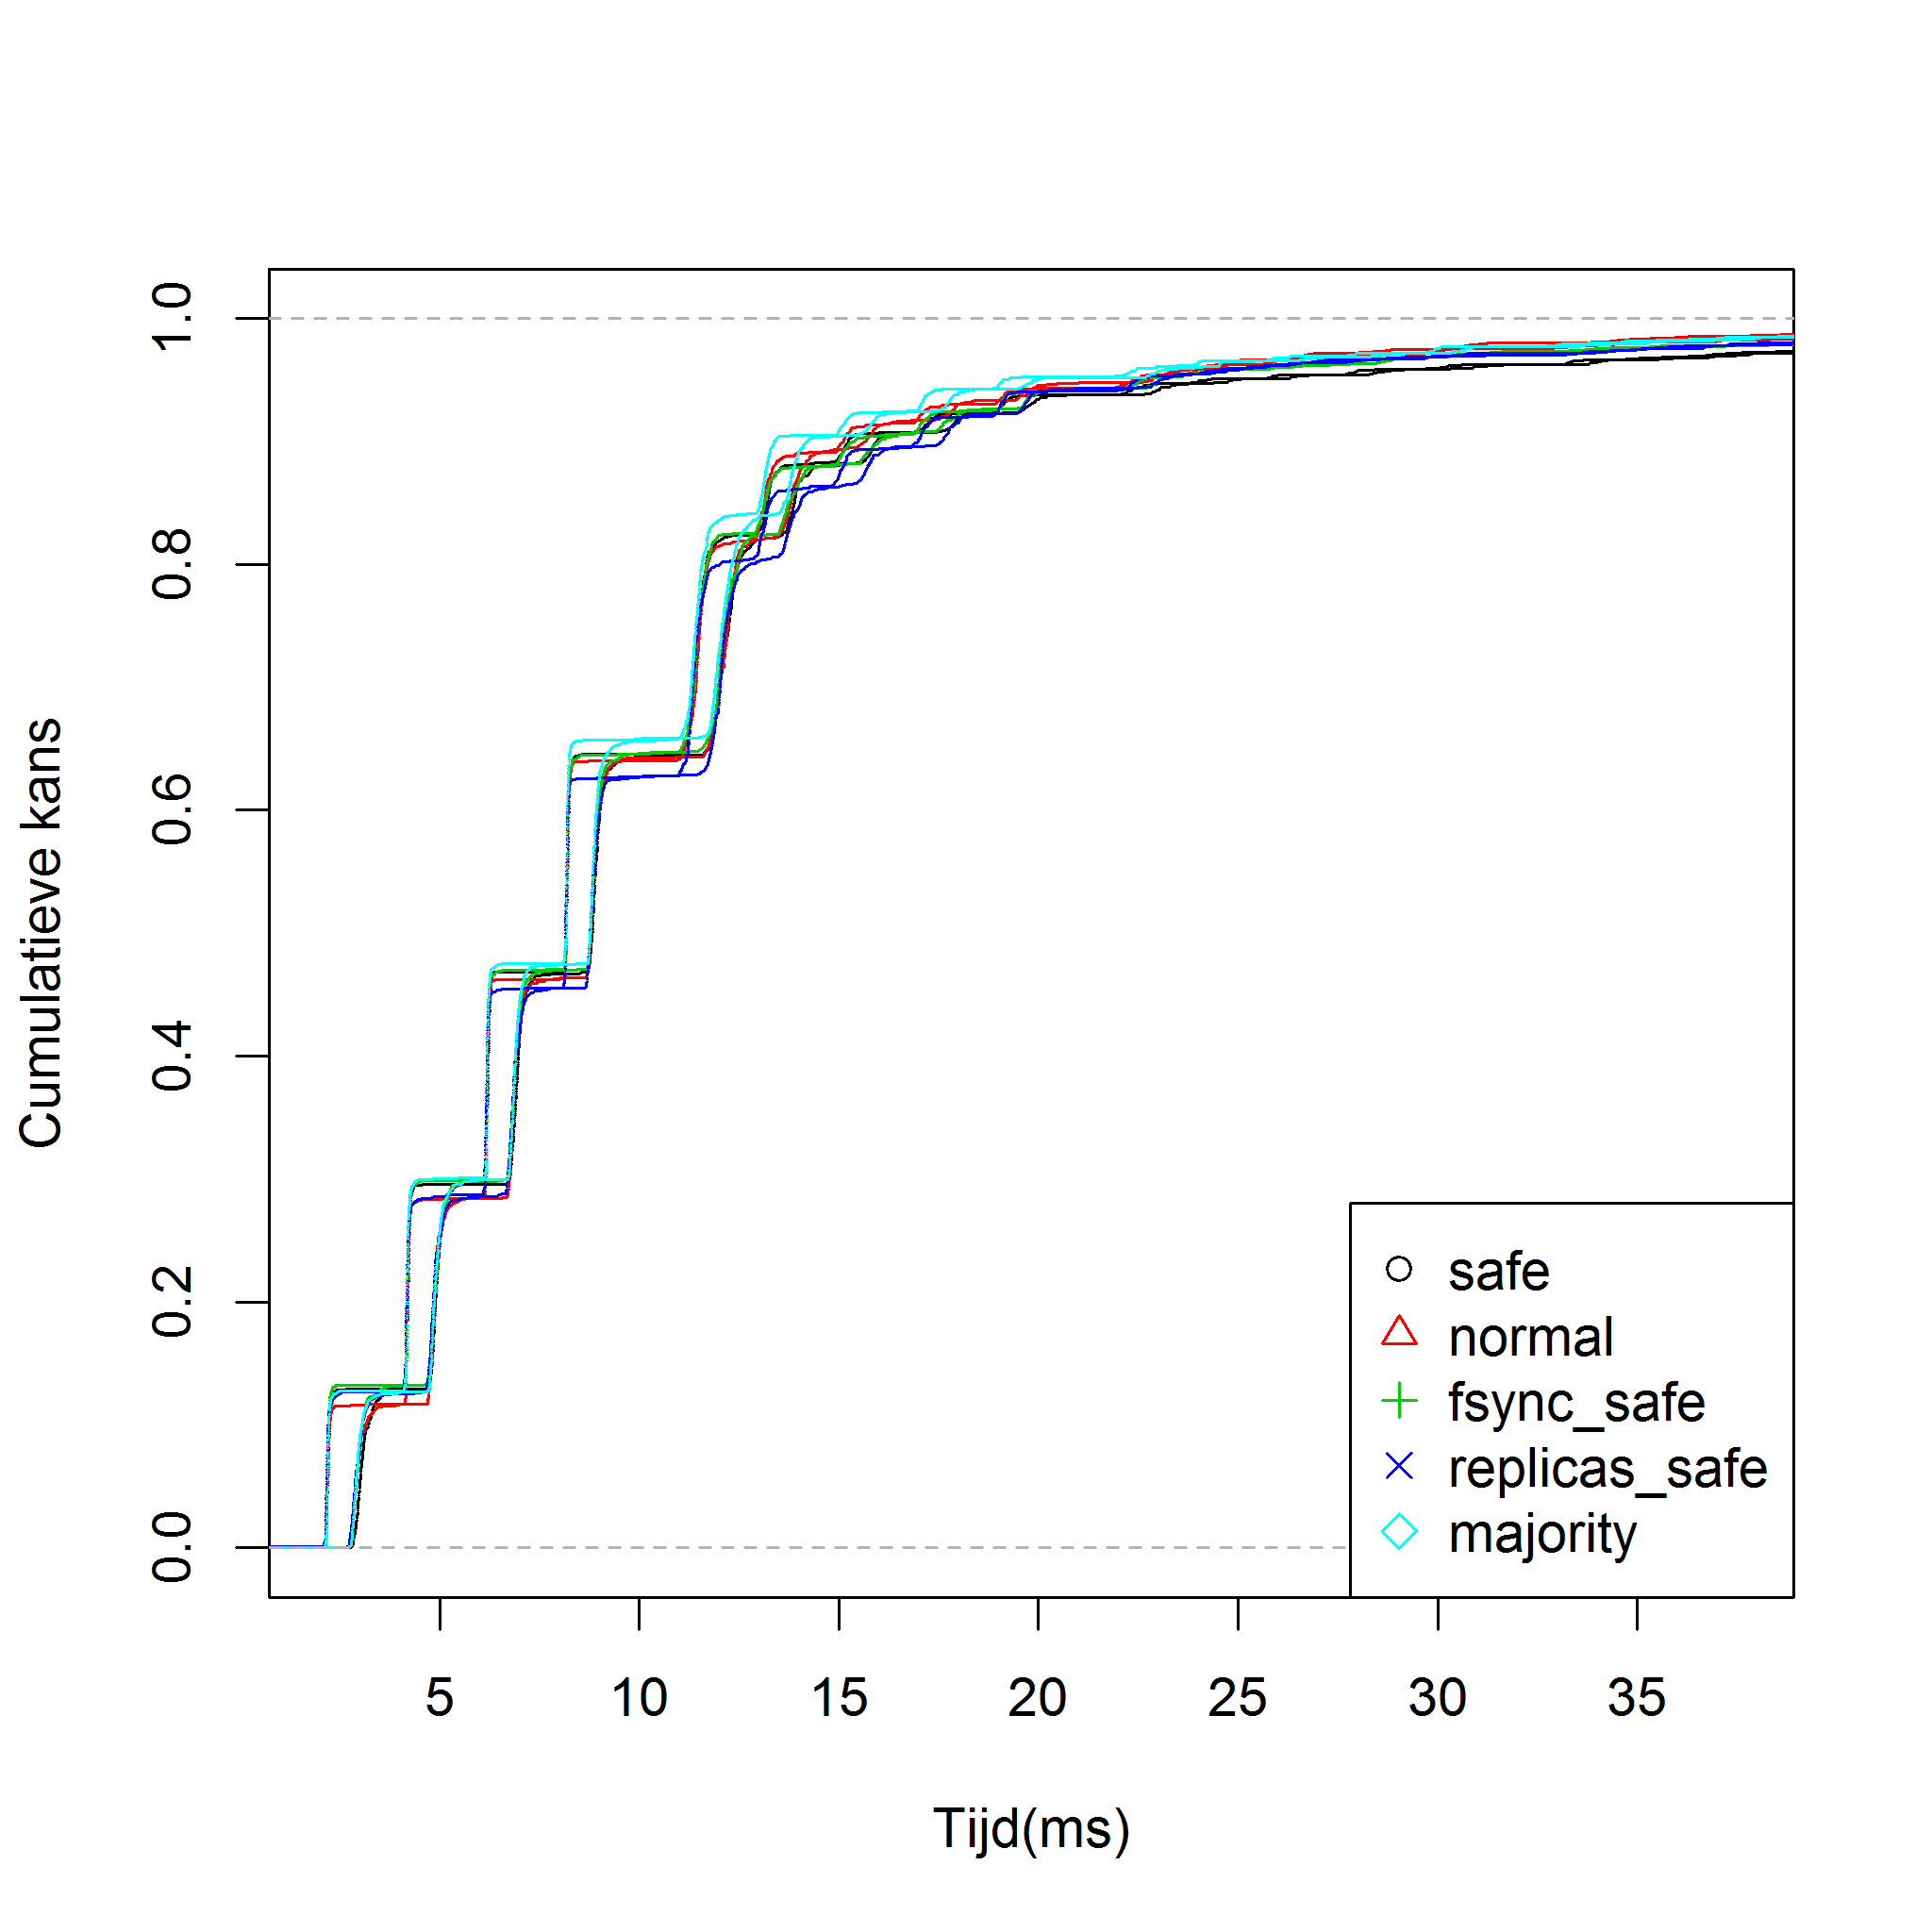 Cumulatieve kans
1.0
0.8
0.6
0.4
0.2
0.0
safe
normal
fsync_safe
replicas_safe
majority
5 10 15 20 25 30 35
Tijd(ms)